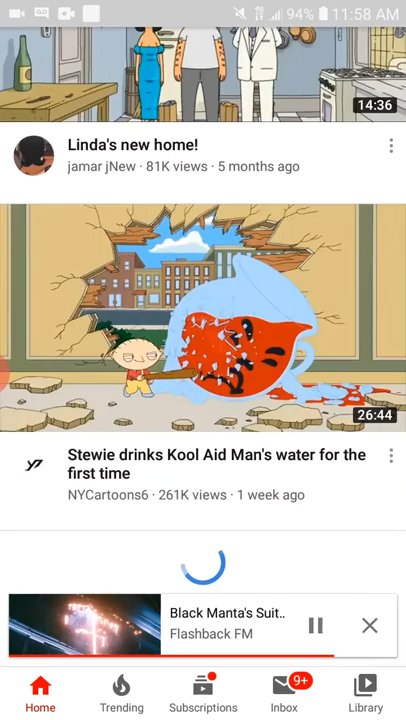 94% 11:58 AM
14:36
Linda's new home!
jamar jNew · 81K views · 5 months ago
26:44
Stewie drinks Kool Aid Man's water for the
first time
NYCartoons6 · 261K views · 1 week ago
Black Manta's Suit..
Flashback FM
9+
Home Trending Subscriptions Inbox Library